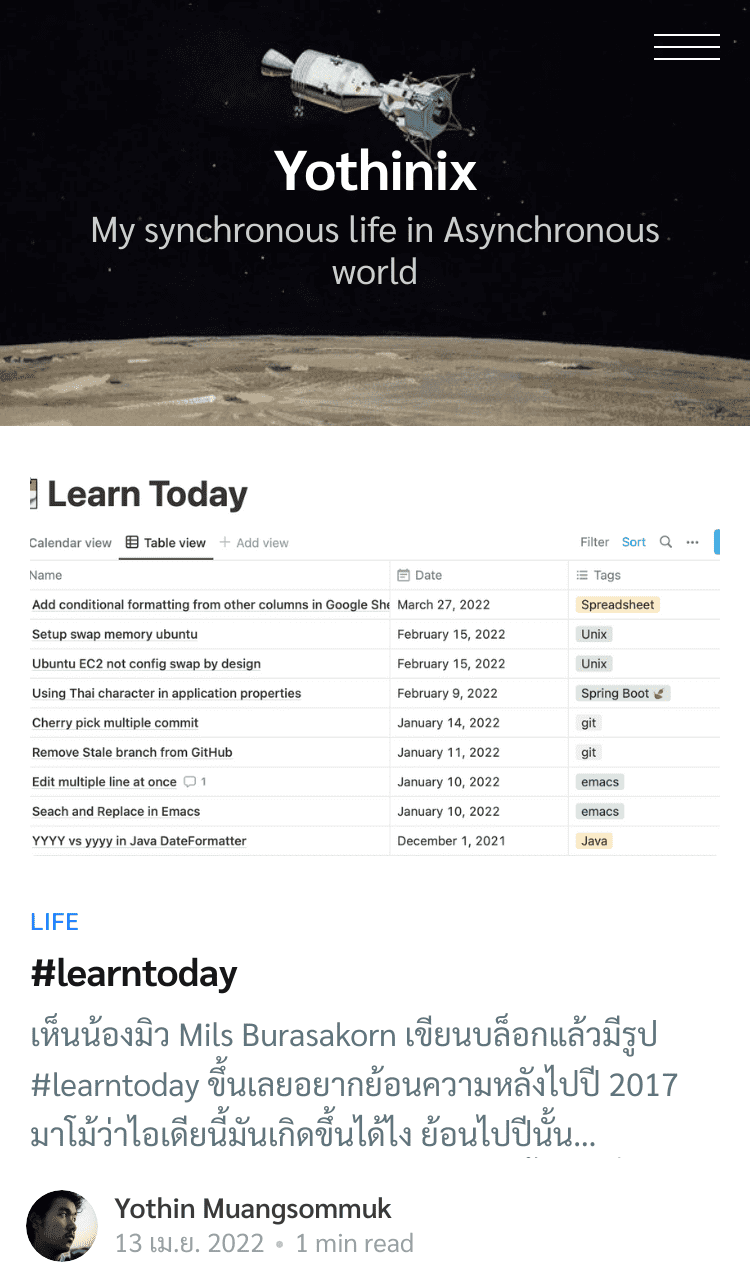 Yothinix
My synchronous life in Asynchronous
world
Learn Today
Calendar view Table view + Add view Filter Sort ...
Name Date Tags
Add conditional formatting from other columns in Google She March 27, 2022 Spreadsheet
Setup swap memory ubuntu February 15, 2022 Unix
Ubuntu EC2 not config swap by design February 15, 2022 Unix
Using Thai character in application properties February 9, 2022 Spring Boot 🍃
Cherry pick multiple commit January 14, 2022 git
Remove Stale branch from GitHub January 11, 2022 git
Edit multiple line at once 1 January 10, 2022 emacs
Seach and Replace in Emacs January 10, 2022 emacs
YYYY vs yyyy in Java DateFormatter December 1, 2021 Java
LIFE
#learntoday
เห็นน้องมิว Mils Burasakorn เขียนบล็อกแล้วมีรูป
#learntoday ขึ้นเลยอยากย้อนความหลังไปปี 2017
มาโม้ว่าไอเดียนี้มันเกิดขึ้นได้ไง ย้อนไปปีนั้น...
Yothin Muangsommuk
13 เม.ย. 2022 • 1 min read